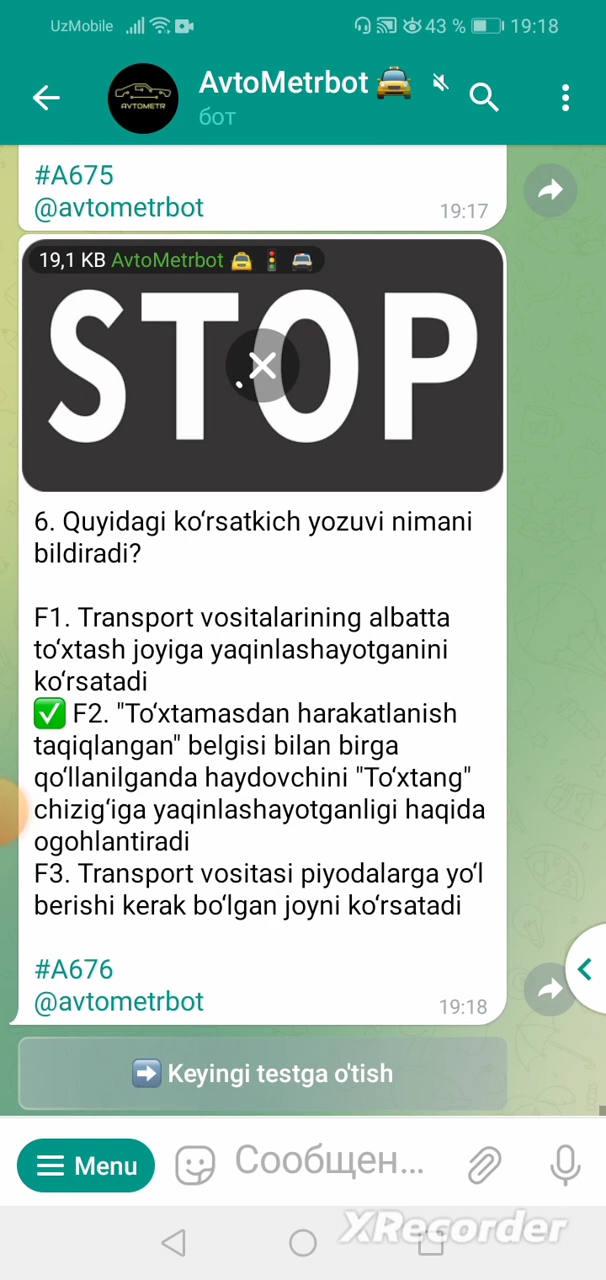 UzMobile 43 % 19:18
AvtoMetrbot
бот
AVTOMETR
#A675
@avtometrbot
19:17
19,1 KB AvtoMetrbot
STOP
6. Quyidagi ko‘rsatkich yozuvi nimani
bildiradi?
F1. Transport vositalarining albatta
to‘xtash joyiga yaqinlashayotganini
ko‘rsatadi
✅ F2. "To‘xtamasdan harakatlanish
taqiqlangan" belgisi bilan birga
qo‘llanilganda haydovchini "To‘xtang"
chizig‘iga yaqinlashayotganligi haqida
ogohlantiradi
F3. Transport vositasi piyodalarga yo‘l
berishi kerak bo‘lgan joyni ko‘rsatadi
#A676
@avtometrbot
19:18
➡️ Keyingi testga o'tish
Menu
Сообщен...
XRecorder